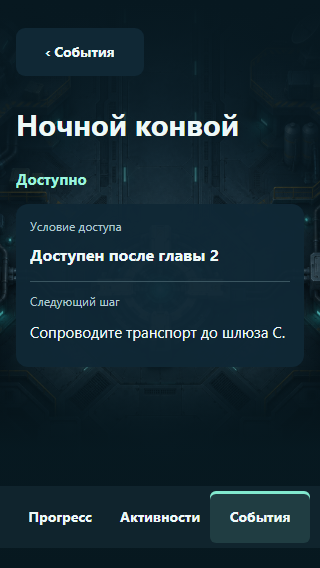 ‹ События
Ночной конвой
Доступно
Условие доступа
Доступен после главы 2
Следующий шаг
Сопроводите транспорт до шлюза C.
Прогресс
Активности
События